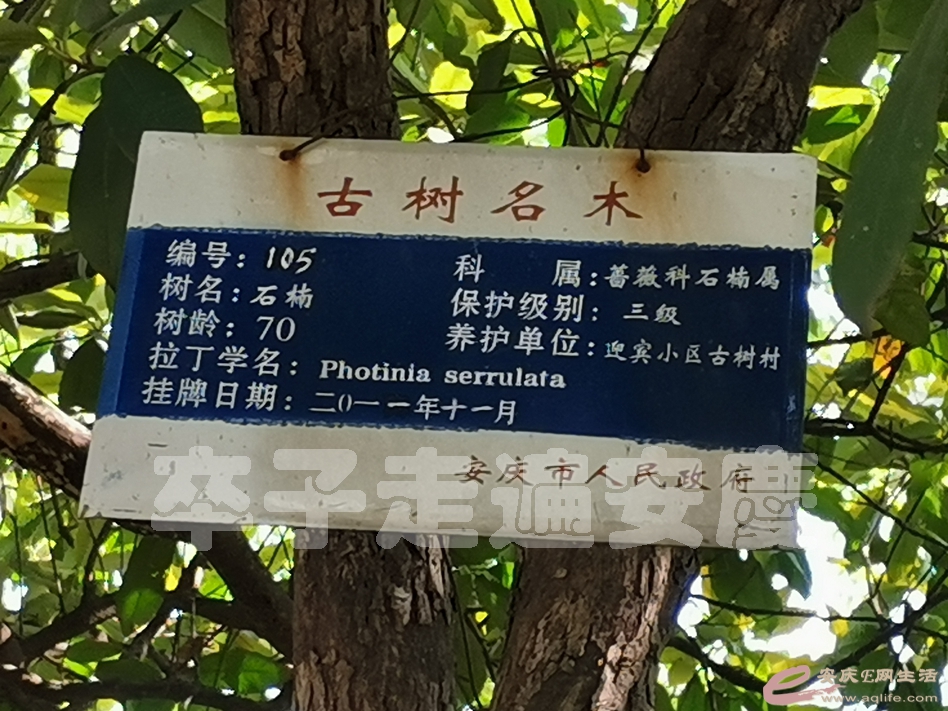 古树名木
编号：105
树名：石楠
树龄：70
拉丁学名：Photinia serrulata
挂牌日期：二0一一年十一月
科 属：蔷薇科石楠属
保护级别：三级
养护单位：迎宾小区古树村
安庆市人民政府
卒子走遍安慶
安庆E网生活
www.aqlife.com